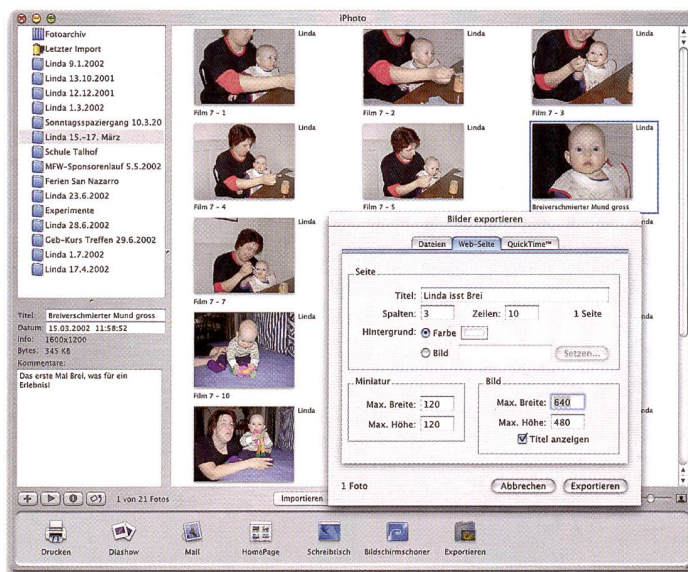 iPhoto
Fotoarchiv
Letzter Import
Linda 9.1.2002
Linda 13.10.2001
Linda 12.12.2001
Linda 1.3.2002
Sonntagsspaziergang 10.3.20
Linda 15.-17. März
Schule Talhof
MFW-Sponsorenlauf 5.5.2002
Ferien San Nazarro
Linda 23.6.2002
Experimente
Linda 28.6.2002
Geb-Kurs Treffen 29.6.2002
Linda 1.7.2002
Linda 17.4.2002
Titel: Breiverschmierter Mund gross
Datum: 15.03.2002 11:58:52
Info: 1600x1200
Bytes: 345 KB
Kommentare:
Das erste Mal Brei, was für ein
Erlebnis!
Linda Linda Linda
Film 7 - 1 Film 7 - 2 Film 7 - 3
Linda Linda Linda
Film 7 - 4 Film 7 - 5 Breiverschmierter Mund gross
Linda
Film 7 - 7
Linda
Film 7 - 10
Linda
Bilder exportieren
Dateien Web-Seite QuickTime™
Seite
Titel: Linda isst Brei
Spalten: 3 Zeilen: 10 1 Seite
Hintergrund: Farbe
Bild Setzen...
Miniatur
Max. Breite: 120
Max. Höhe: 120
Bild
Max. Breite: 640
Max. Höhe: 480
Titel anzeigen
1 Foto Abbrechen Exportieren
1 von 21 Fotos Importieren
Drucken Diashow Mail HomePage Schreibtisch Bildschirmschoner Exportieren